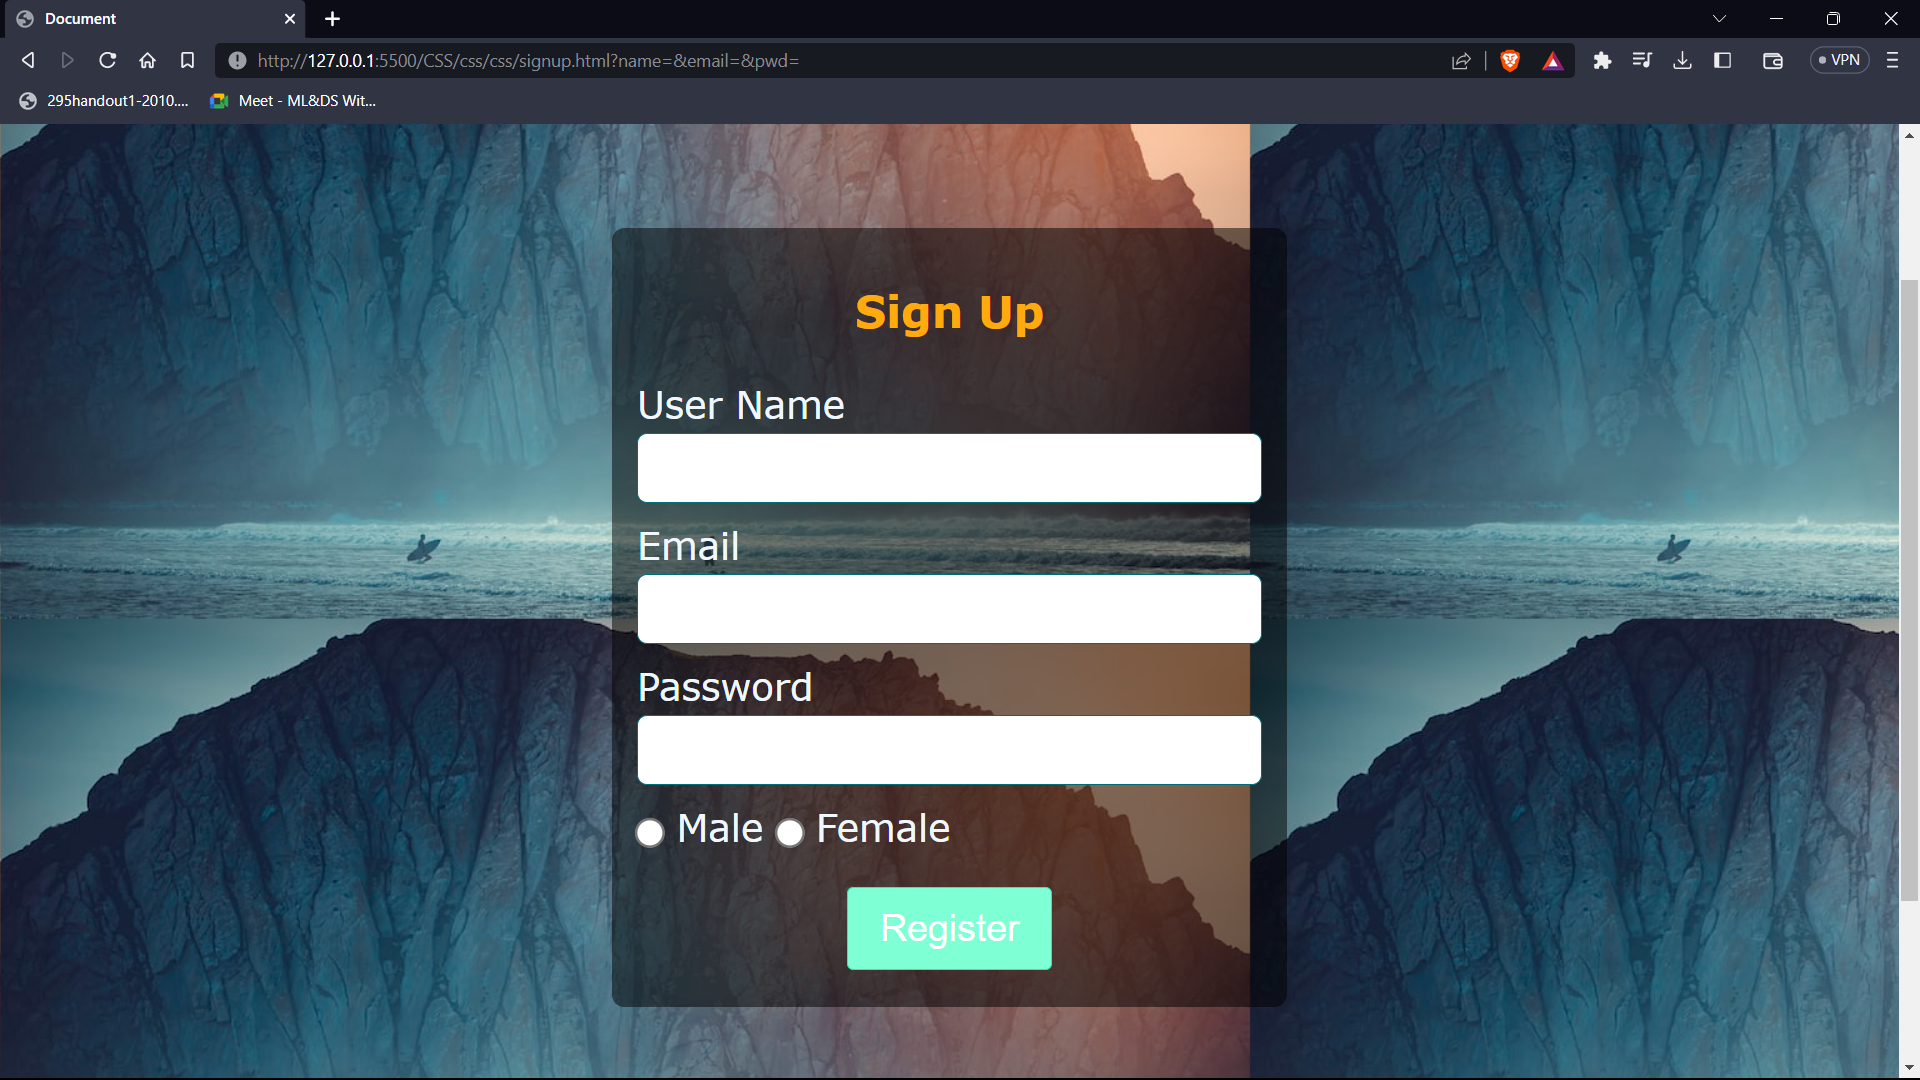 Document
http://127.0.0.1:5500/CSS/css/css/signup.html?name=&email=&pwd=
VPN
295handout1-2010....
Meet - ML&DS Wit...
Sign Up
User Name
Email
Password
Male Female
Register